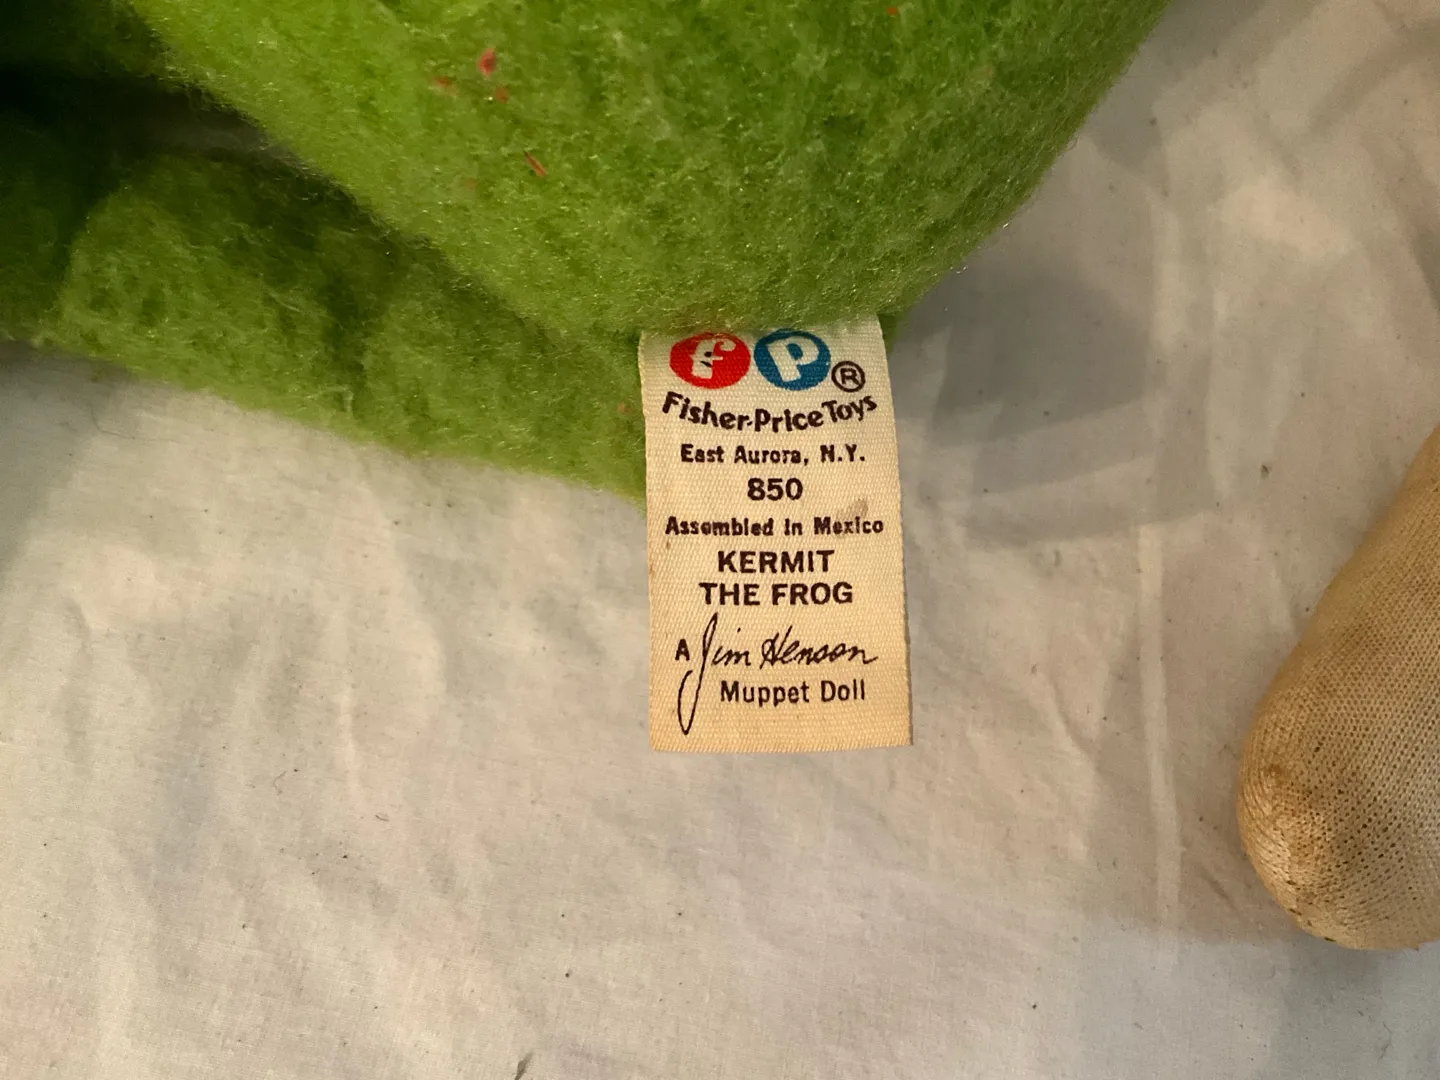 fP®
Fisher-Price Toys
East Aurora, N.Y.
850
Assembled in Mexico
KERMIT
THE FROG
A Jim Henson
Muppet Doll